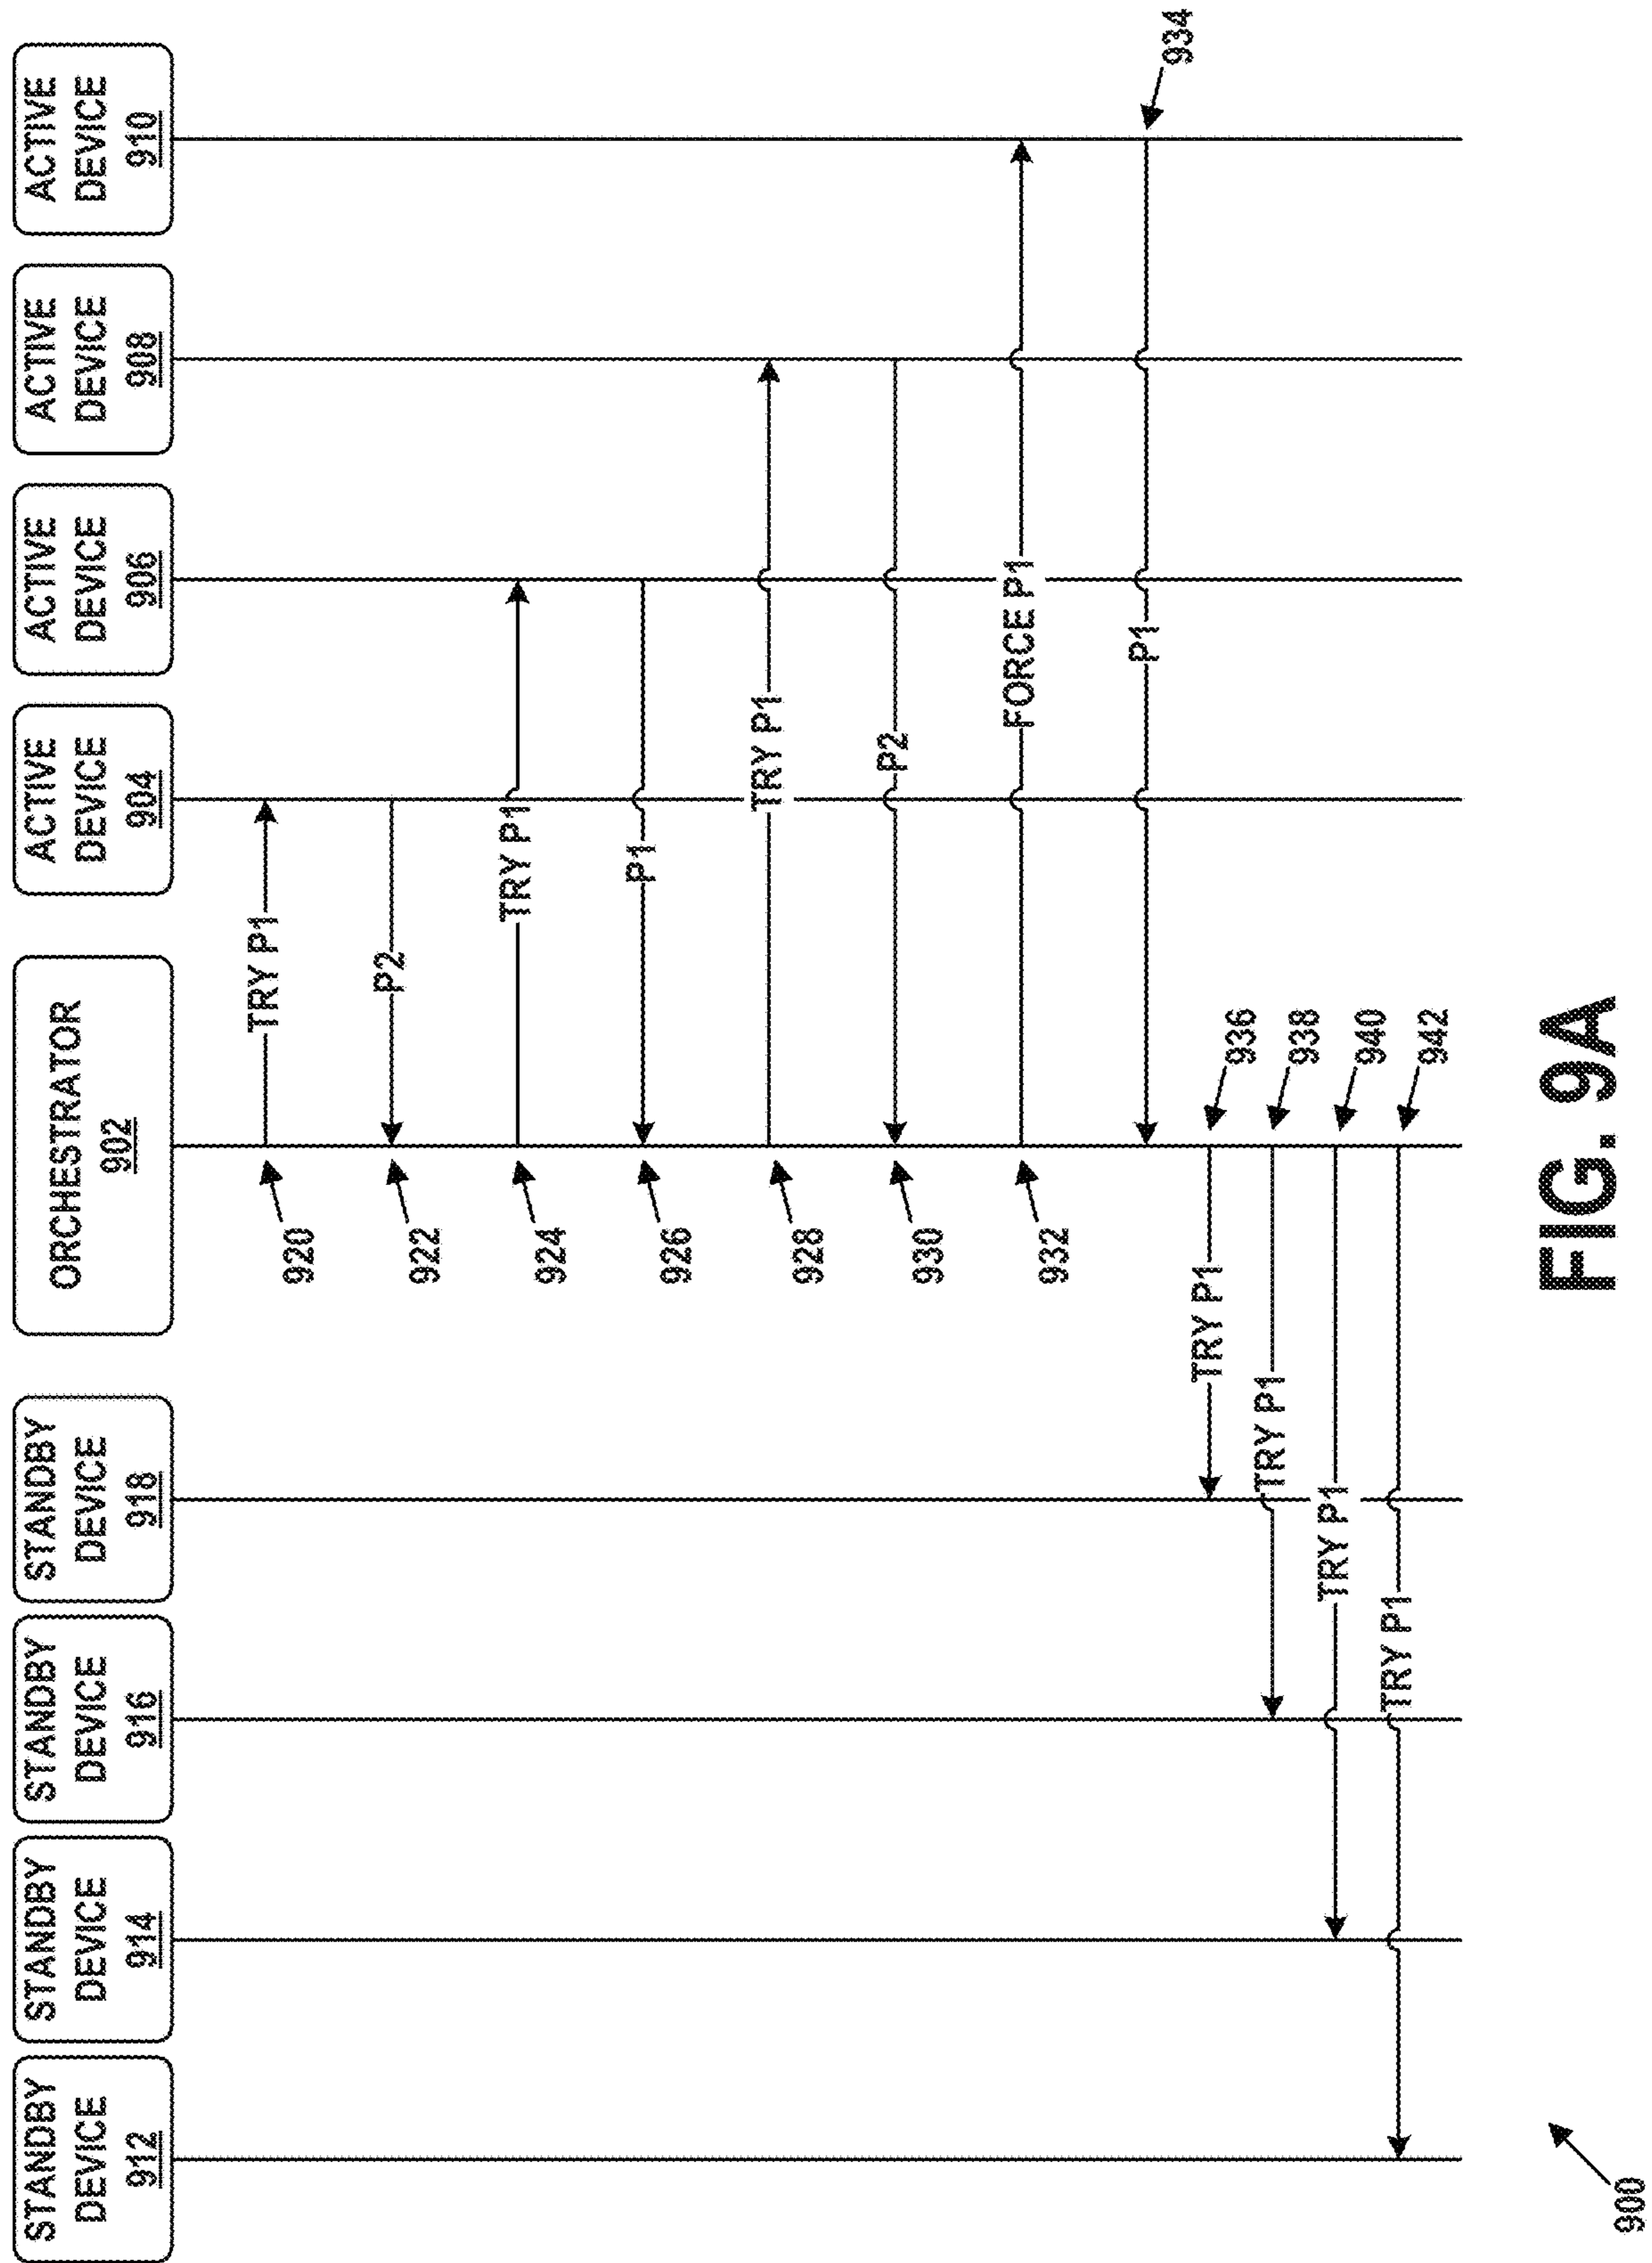 STANDBY
DEVICE
912
STANDBY
DEVICE
914
STANDBY
DEVICE
916
STANDBY
DEVICE
918
ORCHESTRATOR
902
ACTIVE
DEVICE
904
ACTIVE
DEVICE
906
ACTIVE
DEVICE
908
ACTIVE
DEVICE
910
920
TRY P1
922
P2
924
TRY P1
926
P1
928
TRY P1
930
P2
932
FORCE P1
P1
934
TRY P1
936
TRY P1
938
TRY P1
940
TRY P1
942
900
FIG. 9A